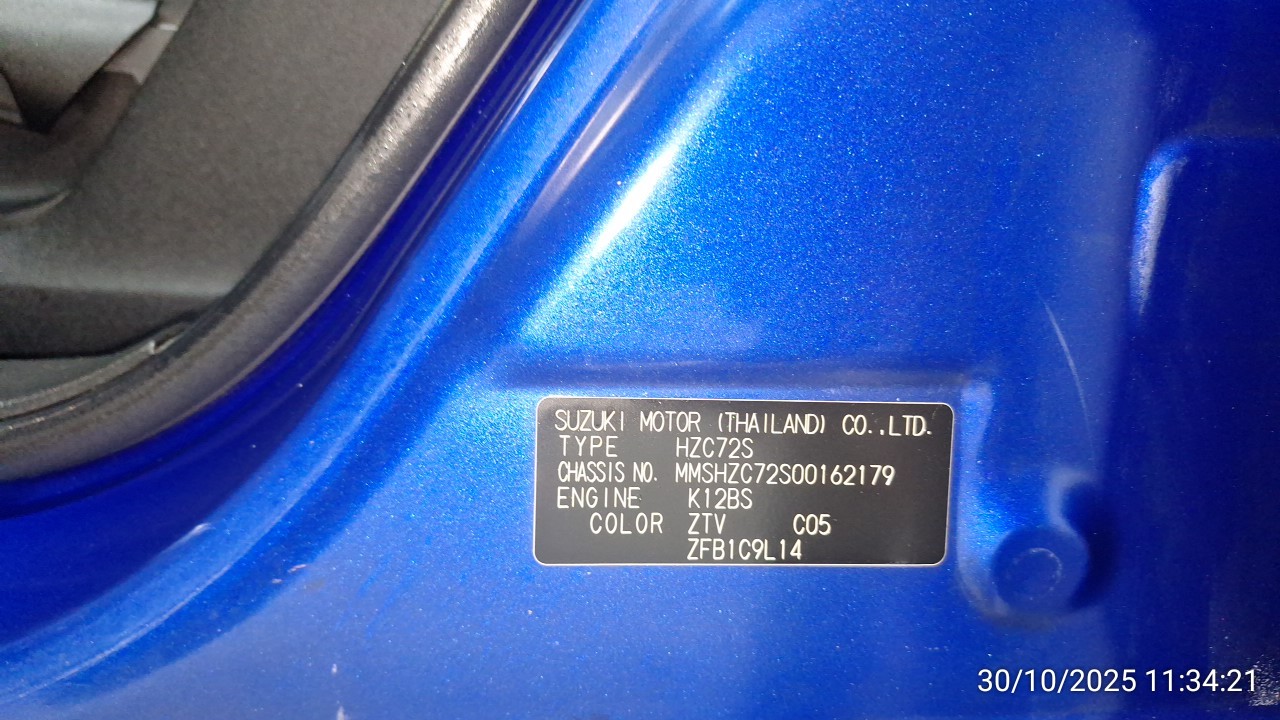 SUZUKI MOTOR (THAILAND) CO.,LTD.
TYPE HZC72S
CHASSIS NO. MMSHZC72S00162179
ENGINE K12BS
COLOR ZTV C05
ZFB1C9L14
30/10/2025 11:34:21